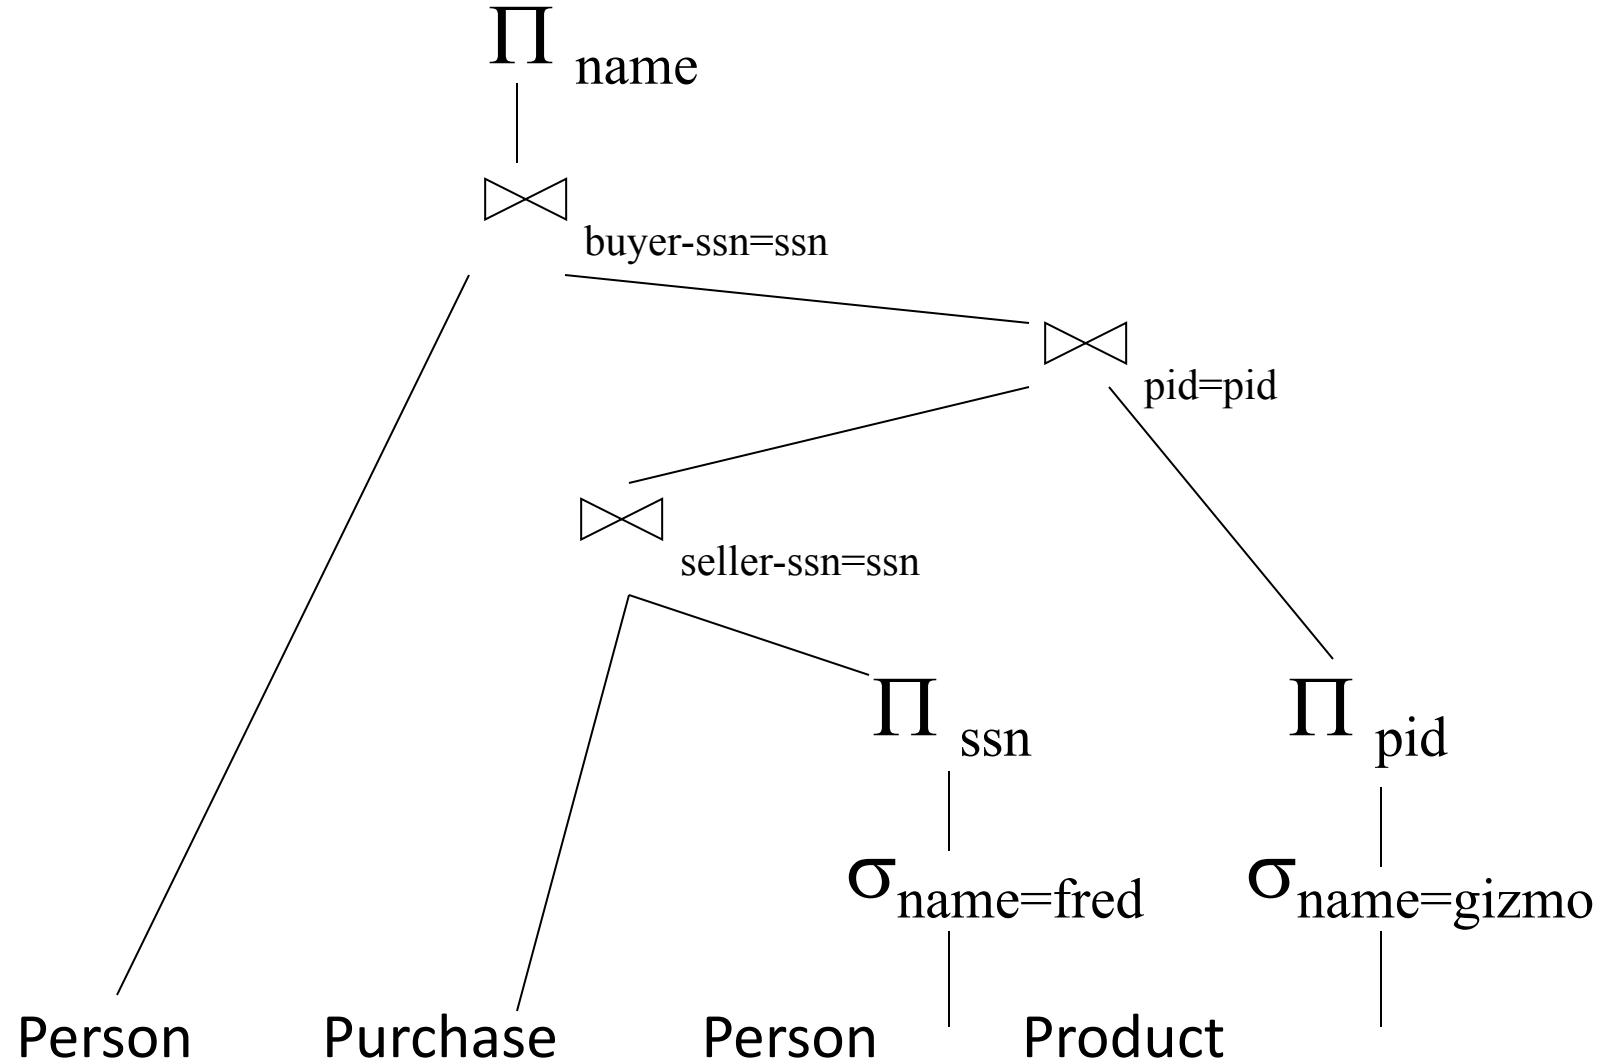 Π name
⋈ buyer-ssn=ssn
⋈ pid=pid
⋈ seller-ssn=ssn
Π ssn Π pid
σname=fred σname=gizmo
Person Purchase Person Product